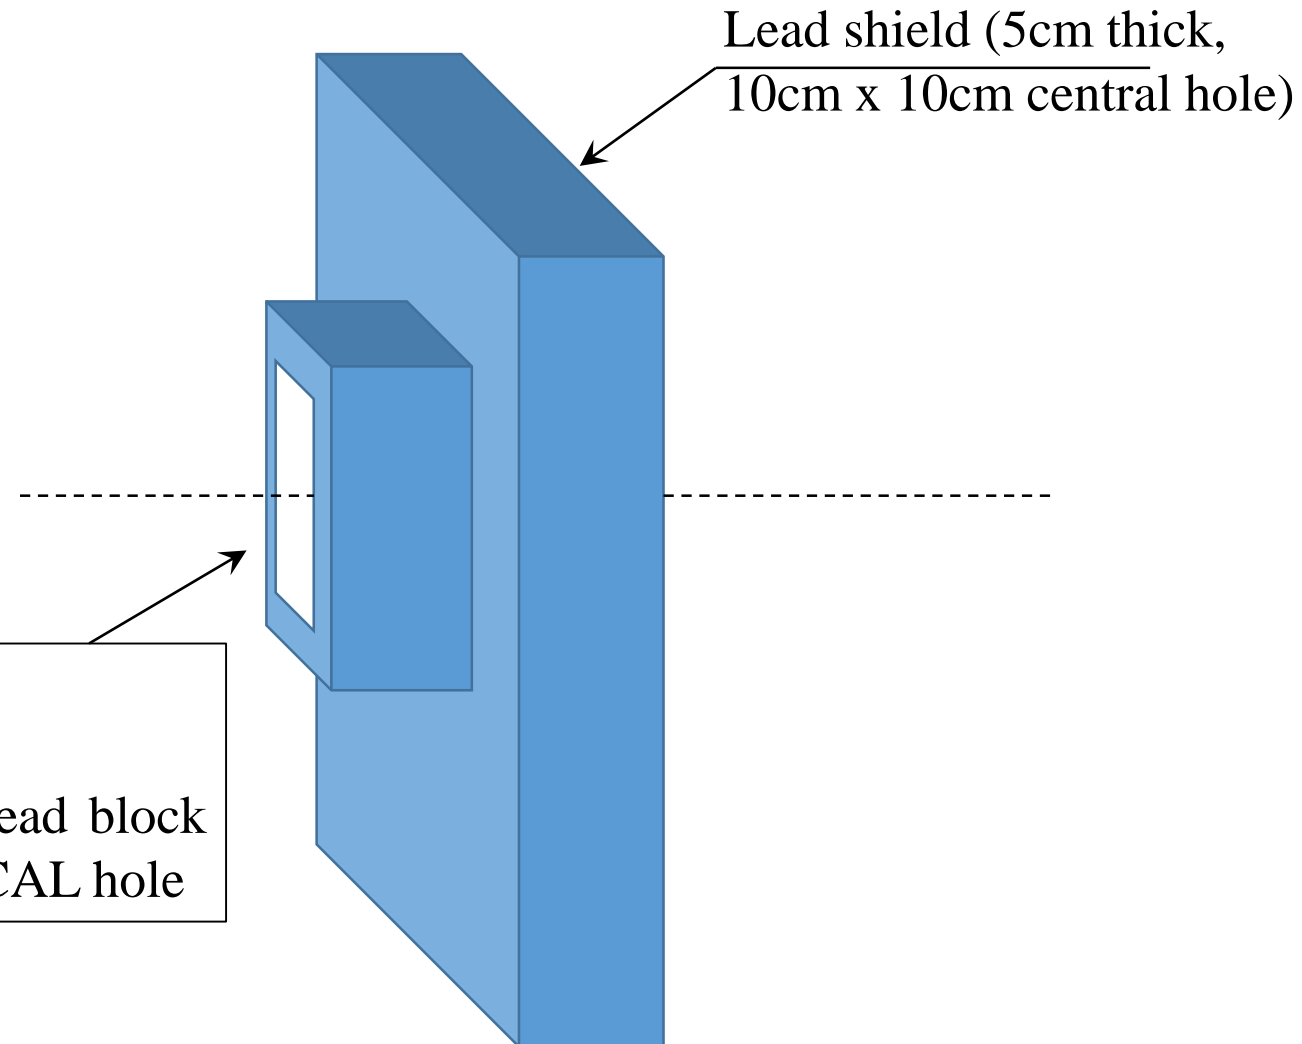 Lead shield (5cm thick,
10cm x 10cm central hole)
ead block
CAL hole